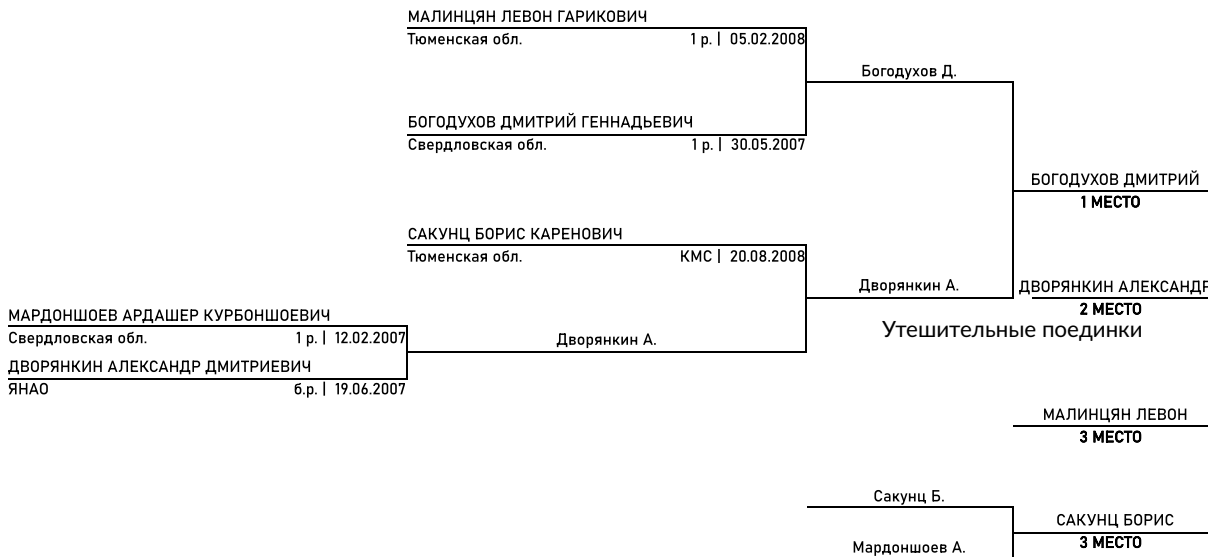 МАЛИНЦЯН ЛЕВОН ГАРИКОВИЧ
Тюменская обл. 1 р. | 05.02.2008
Богодухов Д.
БОГОДУХОВ ДМИТРИЙ ГЕННАДЬЕВИЧ
Свердловская обл. 1 р. | 30.05.2007
БОГОДУХОВ ДМИТРИЙ
1 МЕСТО
САКУНЦ БОРИС КАРЕНОВИЧ
Тюменская обл. КМС | 20.08.2008
Дворянкин А.
ДВОРЯНКИН АЛЕКСАНДР
2 МЕСТО
МАРДОНШОЕВ АРДАШЕР КУРБОНШОЕВИЧ
Свердловская обл. 1 р. | 12.02.2007
Дворянкин А.
Утешительные поединки
ДВОРЯНКИН АЛЕКСАНДР ДМИТРИЕВИЧ
ЯНАО б.р. | 19.06.2007
МАЛИНЦЯН ЛЕВОН
3 МЕСТО
Сакунц Б.
САКУНЦ БОРИС
3 МЕСТО
Мардоншоев А.